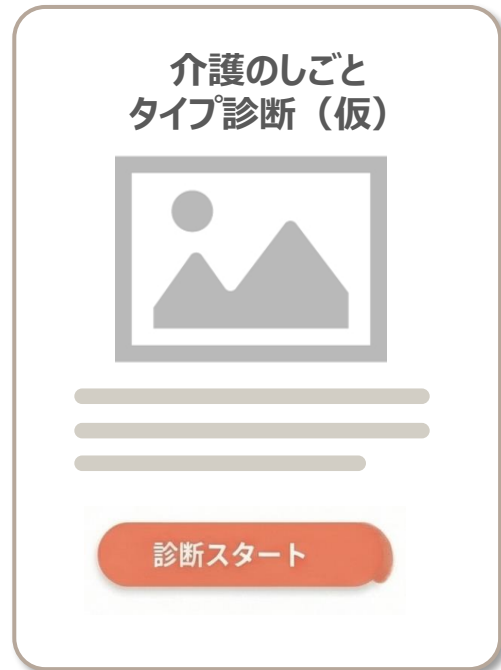 介護のしごと
タイプ診断（仮）
診断スタート